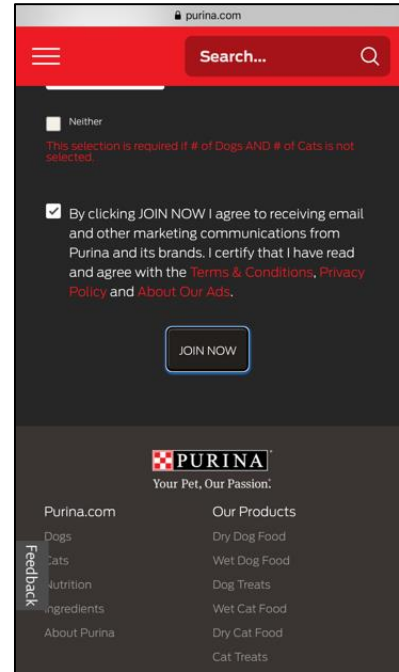 purina.com
Search...
Neither
This selection is required if # of Dogs AND # of Cats is not
selected.
By clicking JOIN NOW I agree to receiving email
and other marketing communications from
Purina and its brands. I certify that I have read
and agree with the Terms & Conditions, Privacy
Policy and About Our Ads.
JOIN NOW
PURINA
Your Pet, Our Passion.
Purina.com
Dogs
Cats
Nutrition
Ingredients
About Purina
Our Products
Dry Dog Food
Wet Dog Food
Dog Treats
Wet Cat Food
Dry Cat Food
Cat Treats
Feedback